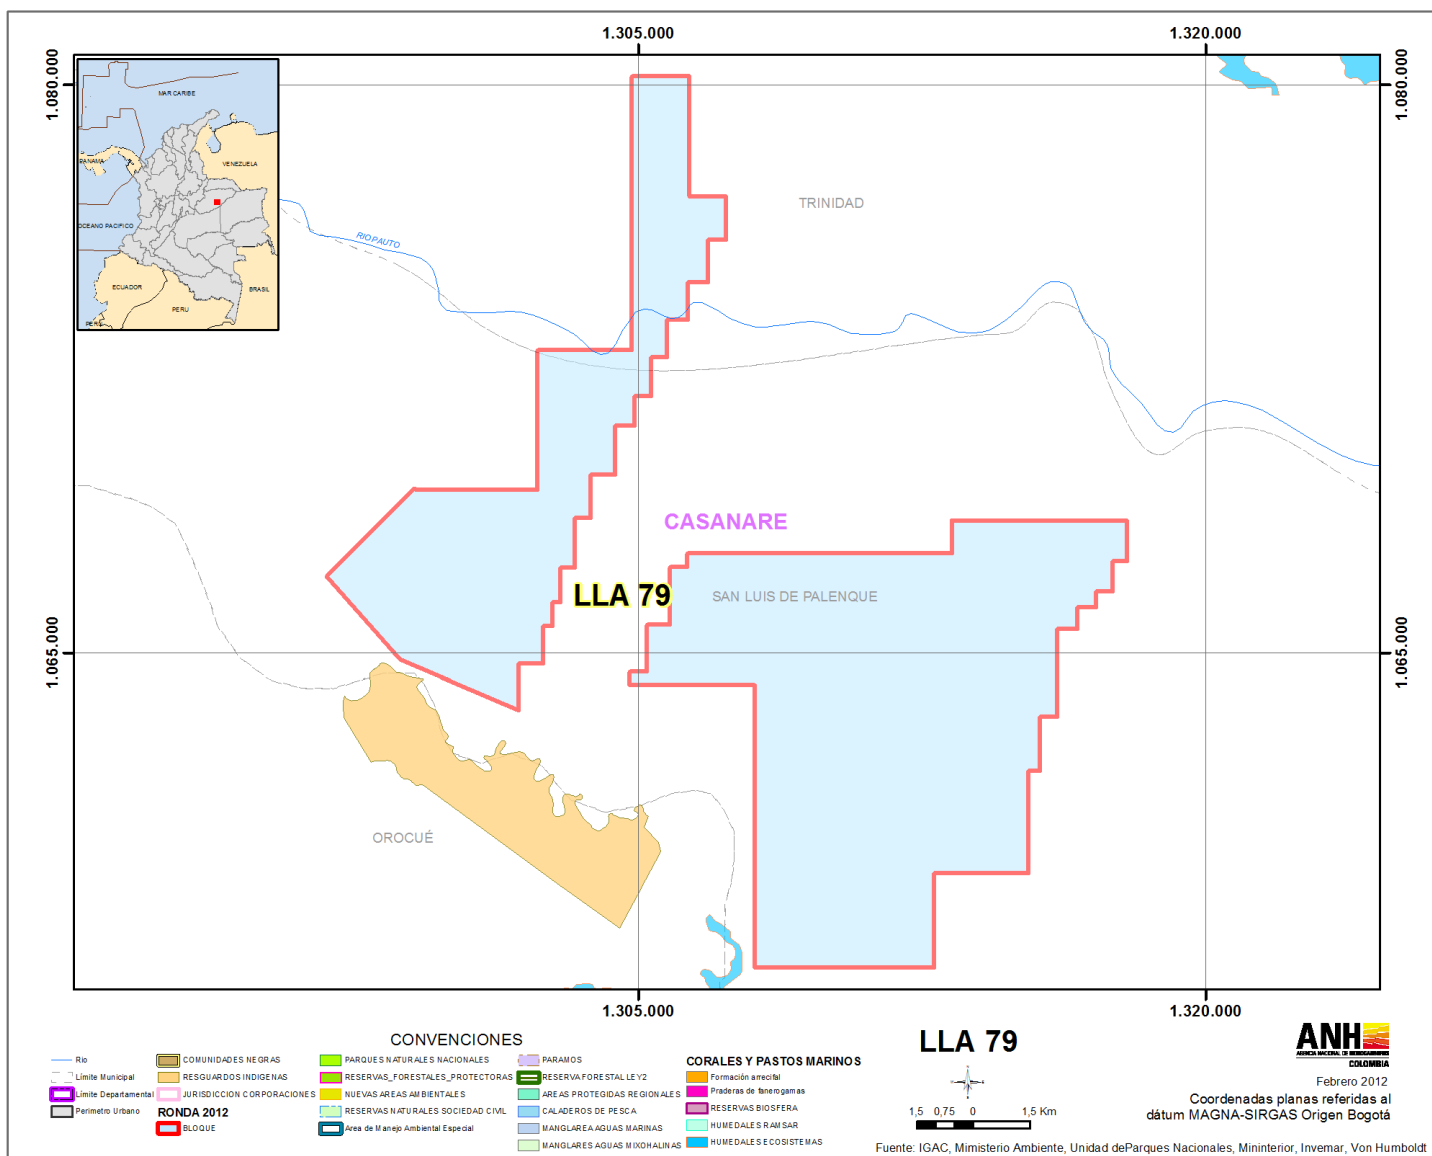 1.305.000
1.320.000
1.080.000
1.080.000
MAR CARIBE
PANAMA
VENEZUELA
OCEANO PACIFICO
ECUADOR
BRASIL
PERU
TRINIDAD
RIO PAUTO
CASANARE
LLA 79
SAN LUIS DE PALENQUE
1.065.000
1.065.000
OROCUÉ
1.305.000
1.320.000
CONVENCIONES
Rio
Límite Municipal
Límite Departamental
Perimetro Urbano
COMUNIDADES NEGRAS
RESGUARDOS INDIGENAS
JURISDICCION CORPORACIONES
RONDA 2012
BLOQUE
PARQUES NATURALES NACIONALES
RESERVAS_FORESTALES_PROTECTORAS
NUEVAS AREAS AMBIENTALES
RESERVAS NATURALES SOCIEDAD CIVIL
Area de Manejo Ambiental Especial
PARAMOS
RESERVA FORESTAL LEY2
AREAS PROTEGIDAS REGIONALES
CALADEROS DE PESCA
MANGLAREA AGUAS MARINAS
MANGLARES AGUAS MIXOHALINAS
CORALES Y PASTOS MARINOS
Formación arrecifal
Praderas de fanerogamas
RESERVAS BIOSFERA
HUMEDALES RAMSAR
HUMEDALES ECOSISTEMAS
LLA 79
1,5 0,75 0 1,5 Km
ANH
AGENCIA NACIONAL DE HIDROCARBUROS
COLOMBIA
Febrero 2012
Coordenadas planas referidas al
dátum MAGNA-SIRGAS Origen Bogotá
Fuente: IGAC, Mimisterio Ambiente, Unidad deParques Nacionales, Mininterior, Invemar, Von Humboldt